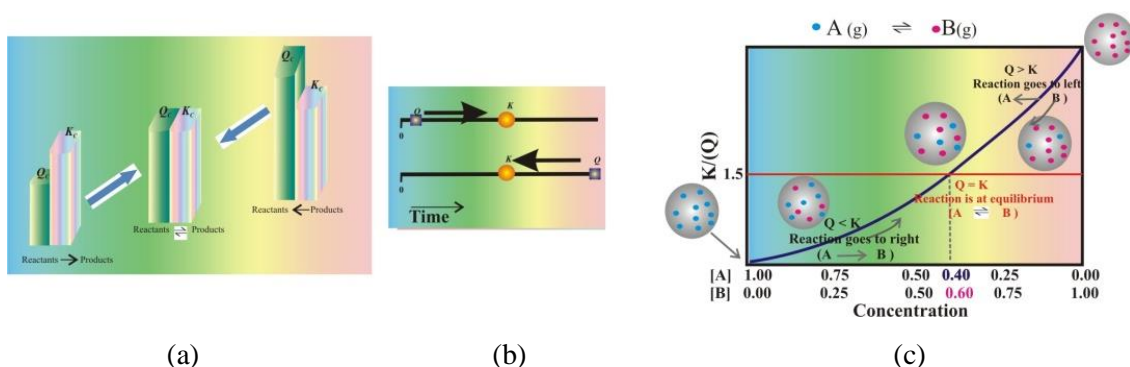 Qc
Kc
Qc
Kc
Qc
Kc
Reactants → Products
Reactants ⇌ Products
Reactants ← Products
(a)
Q
K
0
K
Q
0
Time
(b)
A (g) ⇌ B(g)
K/(Q)
1.5
Q > K
Reaction goes to left
(A ← B )
Q = K
Reaction is at equilibrium
(A ⇌ B )
Q < K
Reaction goes to right
(A → B )
[A] 1.00 0.75 0.50 0.40 0.25 0.00
[B] 0.00 0.25 0.50 0.60 0.75 1.00
Concentration
(c)